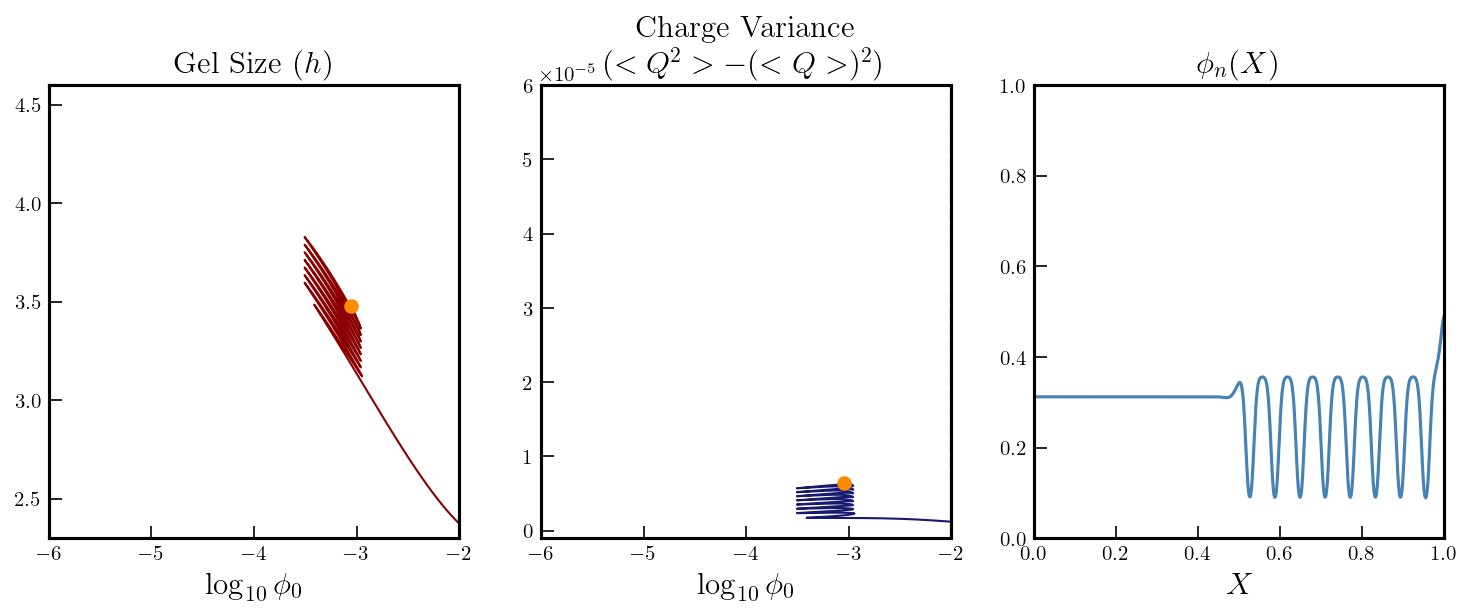 Gel Size (h)
4.5
4.0
3.5
3.0
2.5
−6 −5 −4 −3 −2
log₁₀ ϕ₀
Charge Variance
(< Q² > −(< Q >)²)
×10⁻⁵
6
5
4
3
2
1
0
−6 −5 −4 −3 −2
log₁₀ ϕ₀
ϕₙ(X)
1.0
0.8
0.6
0.4
0.2
0.0
0.0 0.2 0.4 0.6 0.8 1.0
X